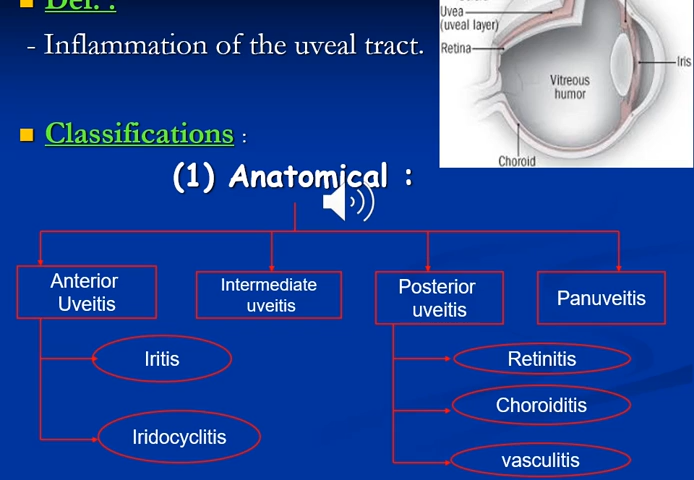 Def. :
- Inflammation of the uveal tract.
Classifications :
(1) Anatomical :
Uvea
(uveal layer)
Retina
Vitreous
humor
Iris
Choroid
Anterior
Uveitis
Intermediate
uveitis
Posterior
uveitis
Panuveitis
Iritis
Iridocyclitis
Retinitis
Choroiditis
vasculitis